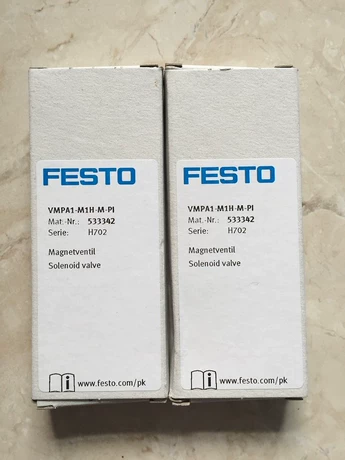 FESTO
VMPA1-M1H-M-PI
Mat.-Nr.: 533342
Serie: H702
Magnetventil
Solenoid valve
www.festo.com/pk
FESTO
VMPA1-M1H-M-PI
Mat.-Nr.: 533342
Serie: H702
Magnetventil
Solenoid valve
www.festo.com/pk